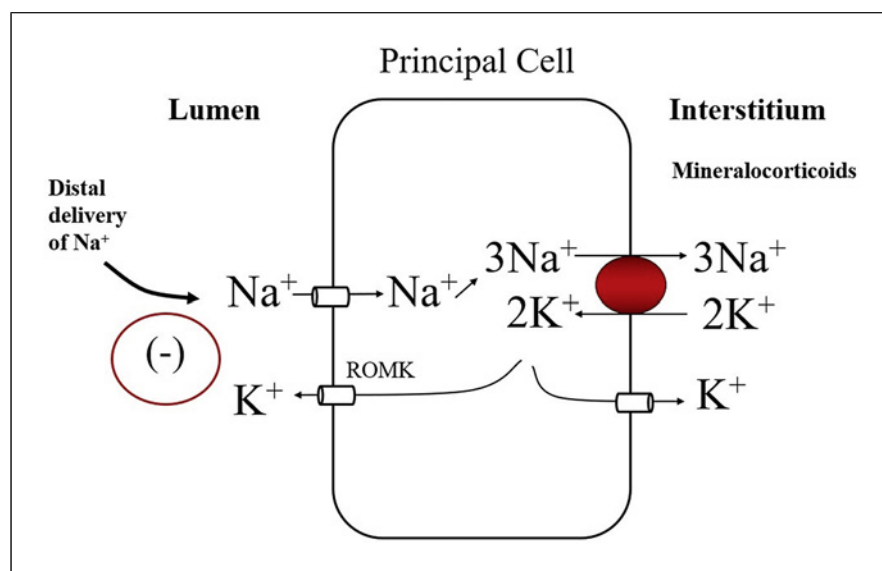 Principal Cell
Lumen
Interstitium
Mineralocorticoids
Distal
delivery
of Na⁺
3Na⁺ 3Na⁺
Na⁺ Na⁺
2K⁺ 2K⁺
(-)
ROMK
K⁺ K⁺